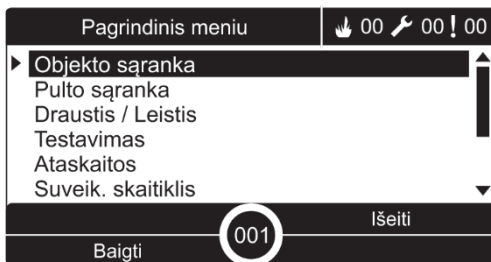 Pagrindinis meniu 00 00 00
Objekto sąranka
Pulto sąranka
Draustis / Leistis
Testavimas
Ataskaitos
Suveik. skaitiklis
Išeiti
001
Baigti